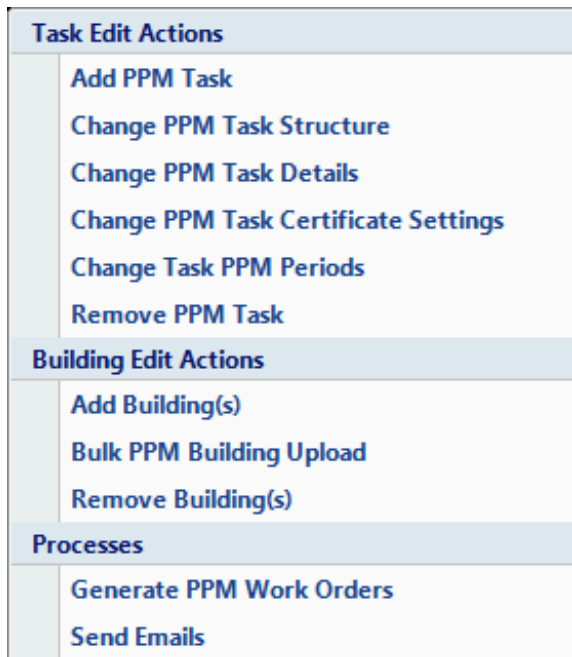 Task Edit Actions
Add PPM Task
Change PPM Task Structure
Change PPM Task Details
Change PPM Task Certificate Settings
Change Task PPM Periods
Remove PPM Task
Building Edit Actions
Add Building(s)
Bulk PPM Building Upload
Remove Building(s)
Processes
Generate PPM Work Orders
Send Emails